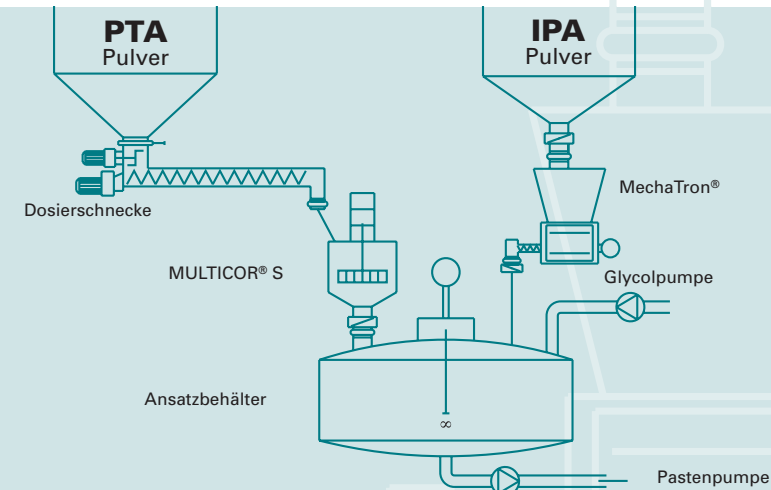 PTA
Pulver
IPA
Pulver
MechaTron®
Dosierschnecke
MULTICOR® S
Glycolpumpe
Ansatzbehälter
Pastenpumpe